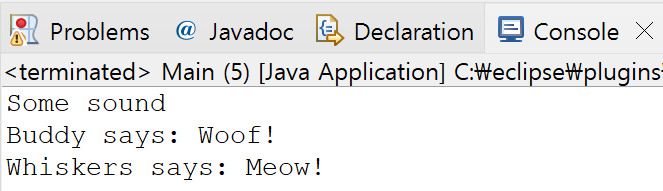 Problems @ Javadoc Declaration Console
<terminated> Main (5) [Java Application] C:₩eclipse₩plugins₩
Some sound
Buddy says: Woof!
Whiskers says: Meow!